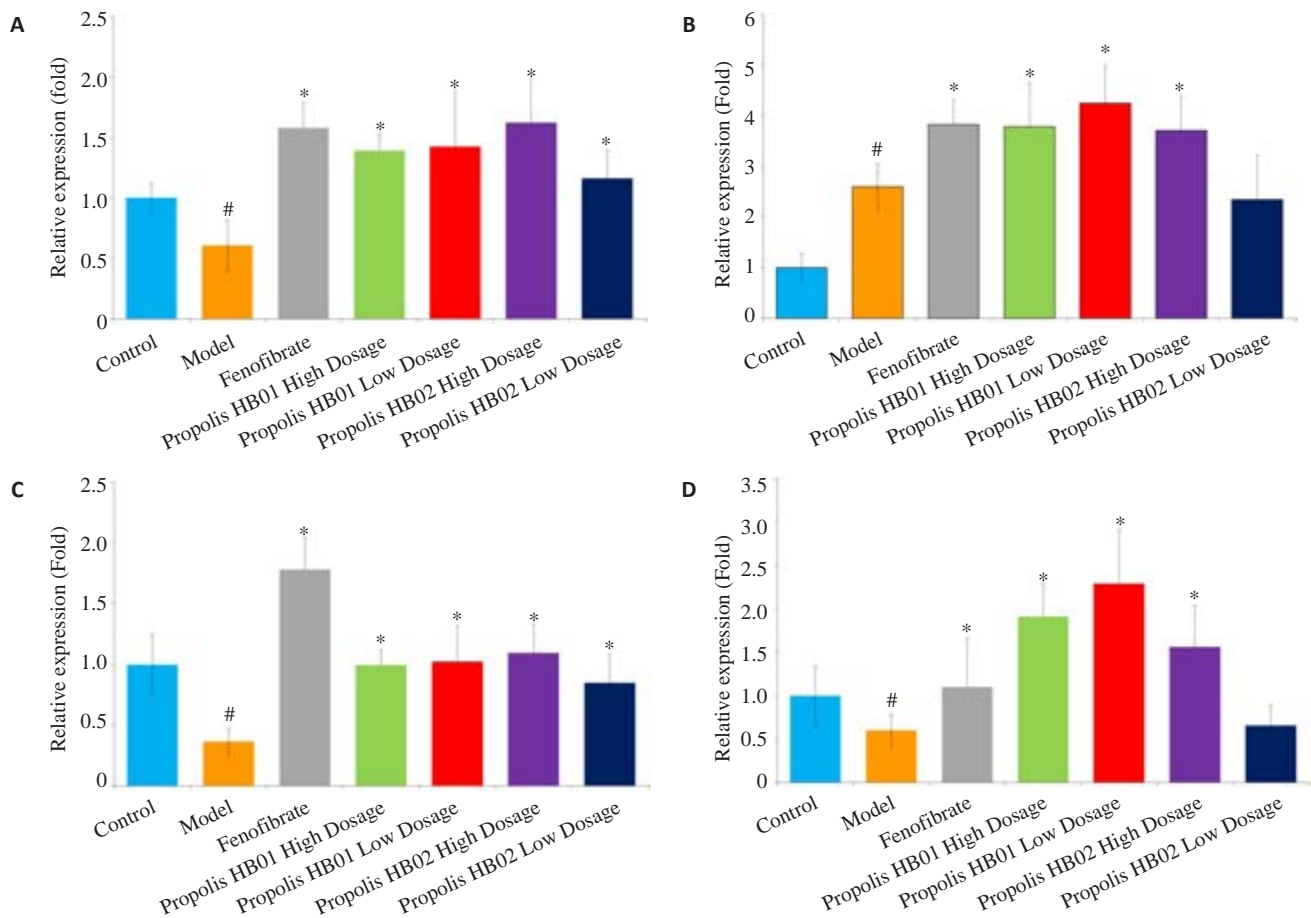 A
Relative expression (fold)
2.5
2.0
1.5
1.0
0.5
0
#
*
*
*
*
*
Control
Model
Fenofibrate
Propolis HB01 High Dosage
Propolis HB01 Low Dosage
Propolis HB02 High Dosage
Propolis HB02 Low Dosage
B
Relative expression (Fold)
6
5
4
3
2
1
0
#
*
*
*
*
Control
Model
Fenofibrate
Propolis HB01 High Dosage
Propolis HB01 Low Dosage
Propolis HB02 High Dosage
Propolis HB02 Low Dosage
C
Relative expression (Fold)
2.5
2.0
1.5
1.0
0.5
0
#
*
*
*
*
*
Control
Model
Fenofibrate
Propolis HB01 High Dosage
Propolis HB01 Low Dosage
Propolis HB02 High Dosage
Propolis HB02 Low Dosage
D
Relative expression (Fold)
3.5
3.0
2.5
2.0
1.5
1.0
0.5
0
#
*
*
*
*
Control
Model
Fenofibrate
Propolis HB01 High Dosage
Propolis HB01 Low Dosage
Propolis HB02 High Dosage
Propolis HB02 Low Dosage